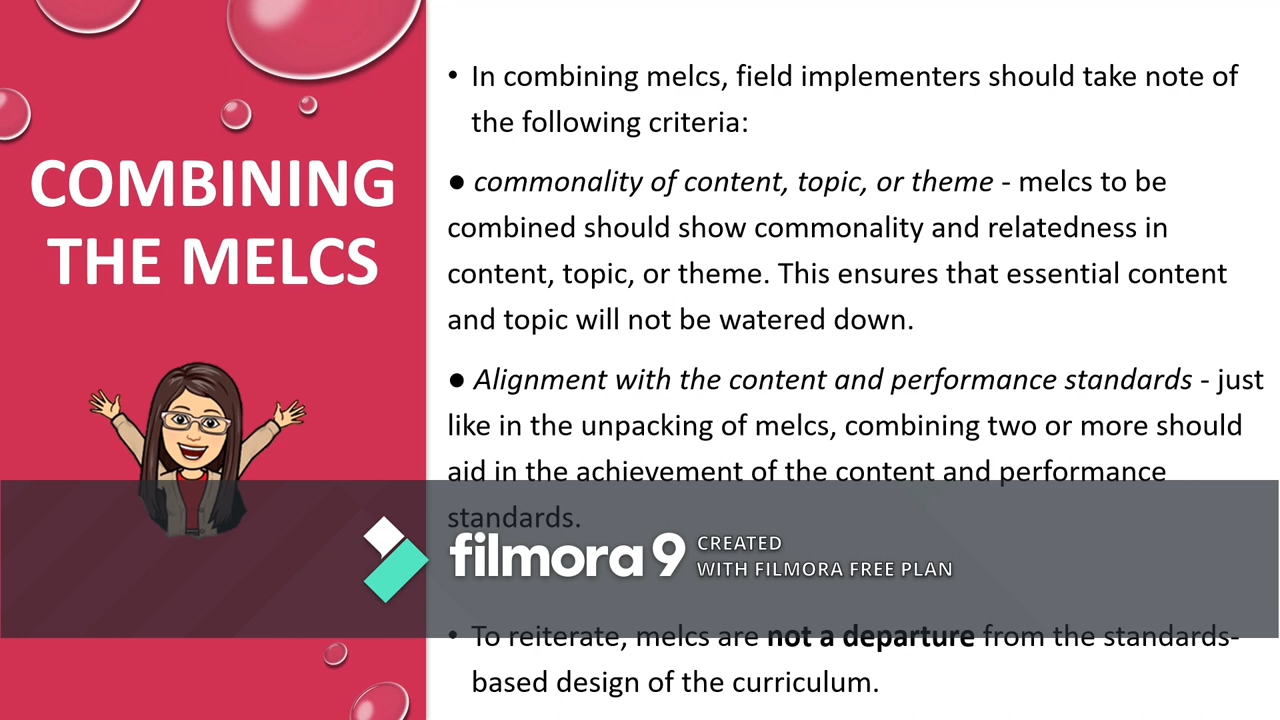 COMBINING
THE MELCS
• In combining melcs, field implementers should take note of
the following criteria:
● commonality of content, topic, or theme - melcs to be
combined should show commonality and relatedness in
content, topic, or theme. This ensures that essential content
and topic will not be watered down.
● Alignment with the content and performance standards - just
like in the unpacking of melcs, combining two or more should
aid in the achievement of the content and performance
standards.
filmora9
CREATED
WITH FILMORA FREE PLAN
• To reiterate, melcs are not a departure from the standards-
based design of the curriculum.